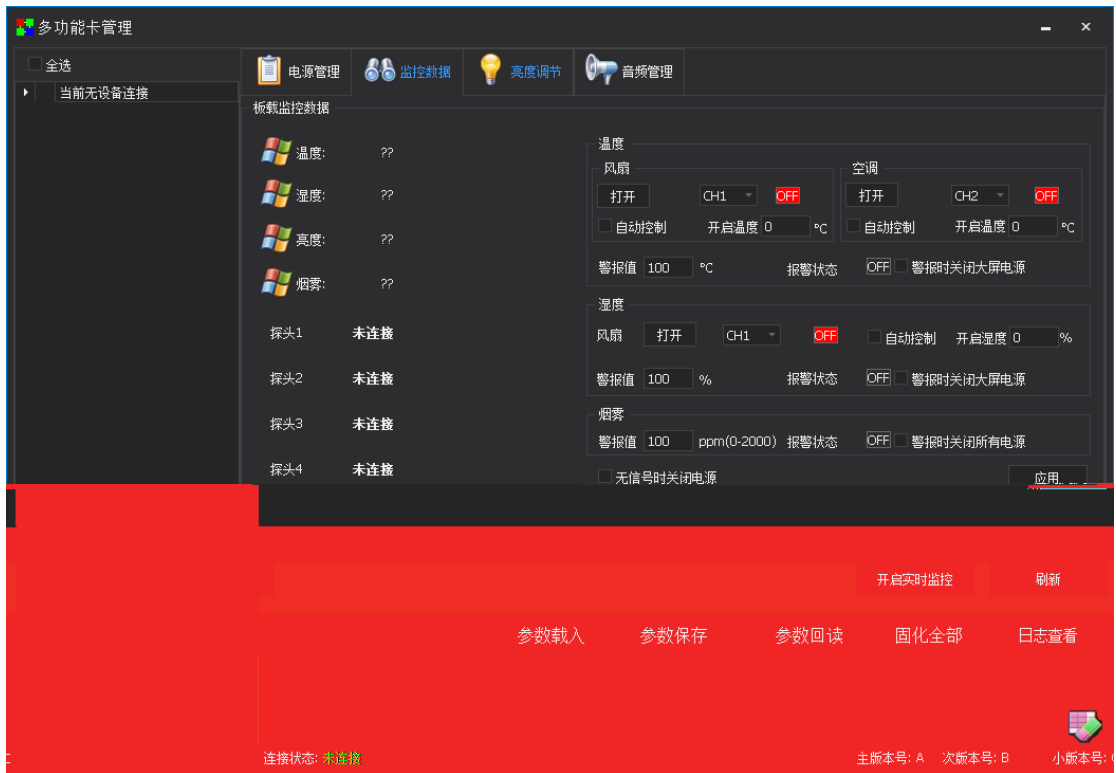 多功能卡管理
全选
当前无设备连接
电源管理 监控数据 亮度调节 音频管理
板载监控数据
温度: ??
湿度: ??
亮度: ??
烟雾: ??
探头1 未连接
探头2 未连接
探头3 未连接
探头4 未连接
温度
风扇
打开 CH1 OFF
自动控制 开启温度 0 ℃
空调
打开 CH2 OFF
自动控制 开启温度 0 ℃
警报值 100 ℃ 报警状态 OFF 警报时关闭大屏电源
湿度
风扇 打开 CH1 OFF 自动控制 开启湿度 0 %
警报值 100 % 报警状态 OFF 警报时关闭大屏电源
烟雾
警报值 100 ppm(0-2000) 报警状态 OFF 警报时关闭所有电源
无信号时关闭电源 应用
开启实时监控 刷新
参数载入 参数保存 参数回读 固化全部 日志查看
连接状态: 未连接 主版本号: A 次版本号: B 小版本号: